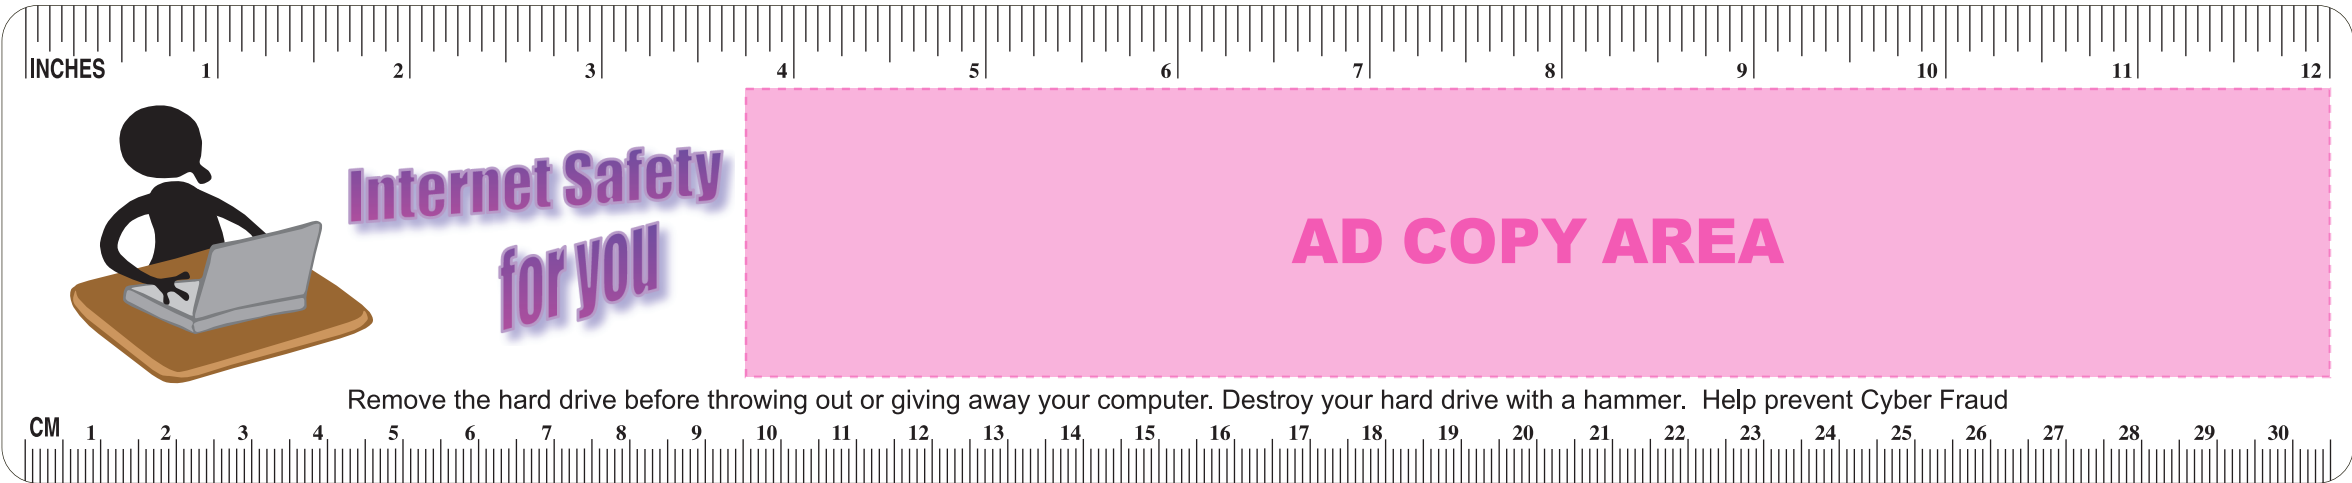 INCHES 1 2 3 4 5 6 7 8 9 10 11 12
Internet Safety
for you
AD COPY AREA
Remove the hard drive before throwing out or giving away your computer. Destroy your hard drive with a hammer.  Help prevent Cyber Fraud
CM 1 2 3 4 5 6 7 8 9 10 11 12 13 14 15 16 17 18 19 20 21 22 23 24 25 26 27 28 29 30